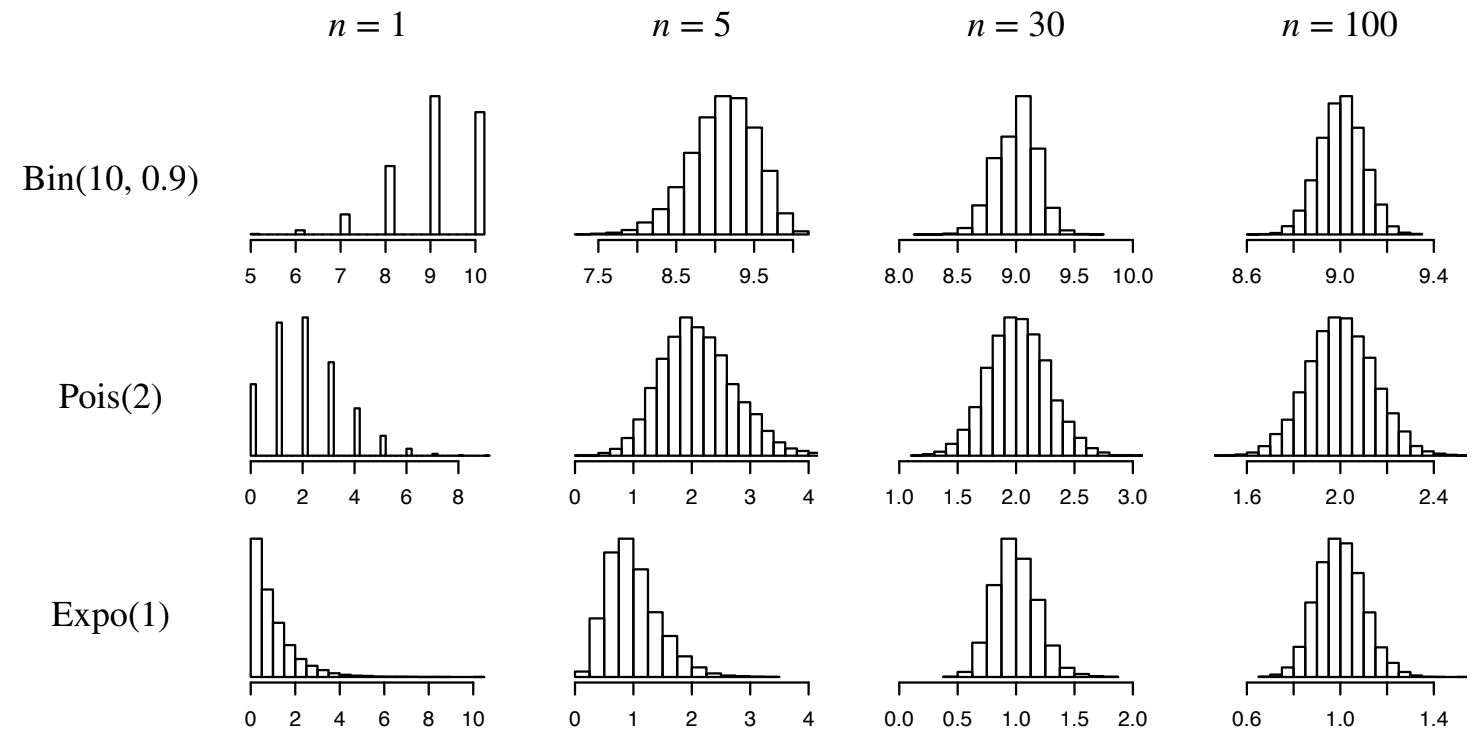 n = 1 n = 5 n = 30 n = 100
Bin(10, 0.9)
5 6 7 8 9 10 7.5 8.5 9.5 8.0 8.5 9.0 9.5 10.0 8.6 9.0 9.4
Pois(2)
0 2 4 6 8 0 1 2 3 4 1.0 1.5 2.0 2.5 3.0 1.6 2.0 2.4
Expo(1)
0 2 4 6 8 10 0 1 2 3 4 0.0 0.5 1.0 1.5 2.0 0.6 1.0 1.4